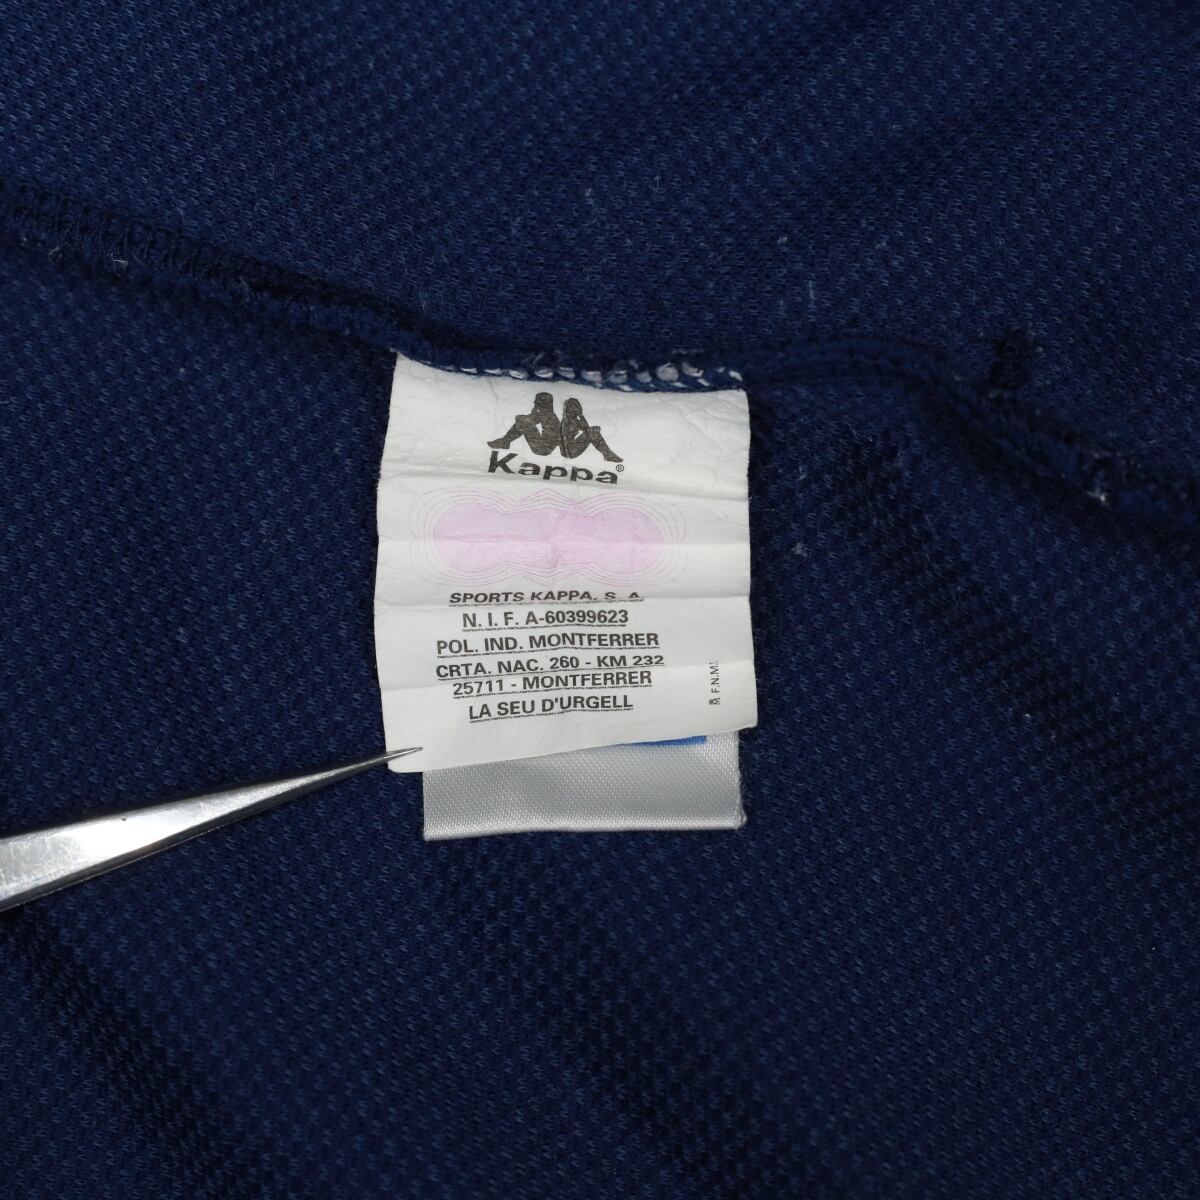 Kappa®
SPORTS KAPPA, S. A.
N. I. F. A-60399623
POL. IND. MONTFERRER
CRTA. NAC. 260 - KM 232
25711 - MONTFERRER
LA SEU D'URGELL
F.N.M.T.